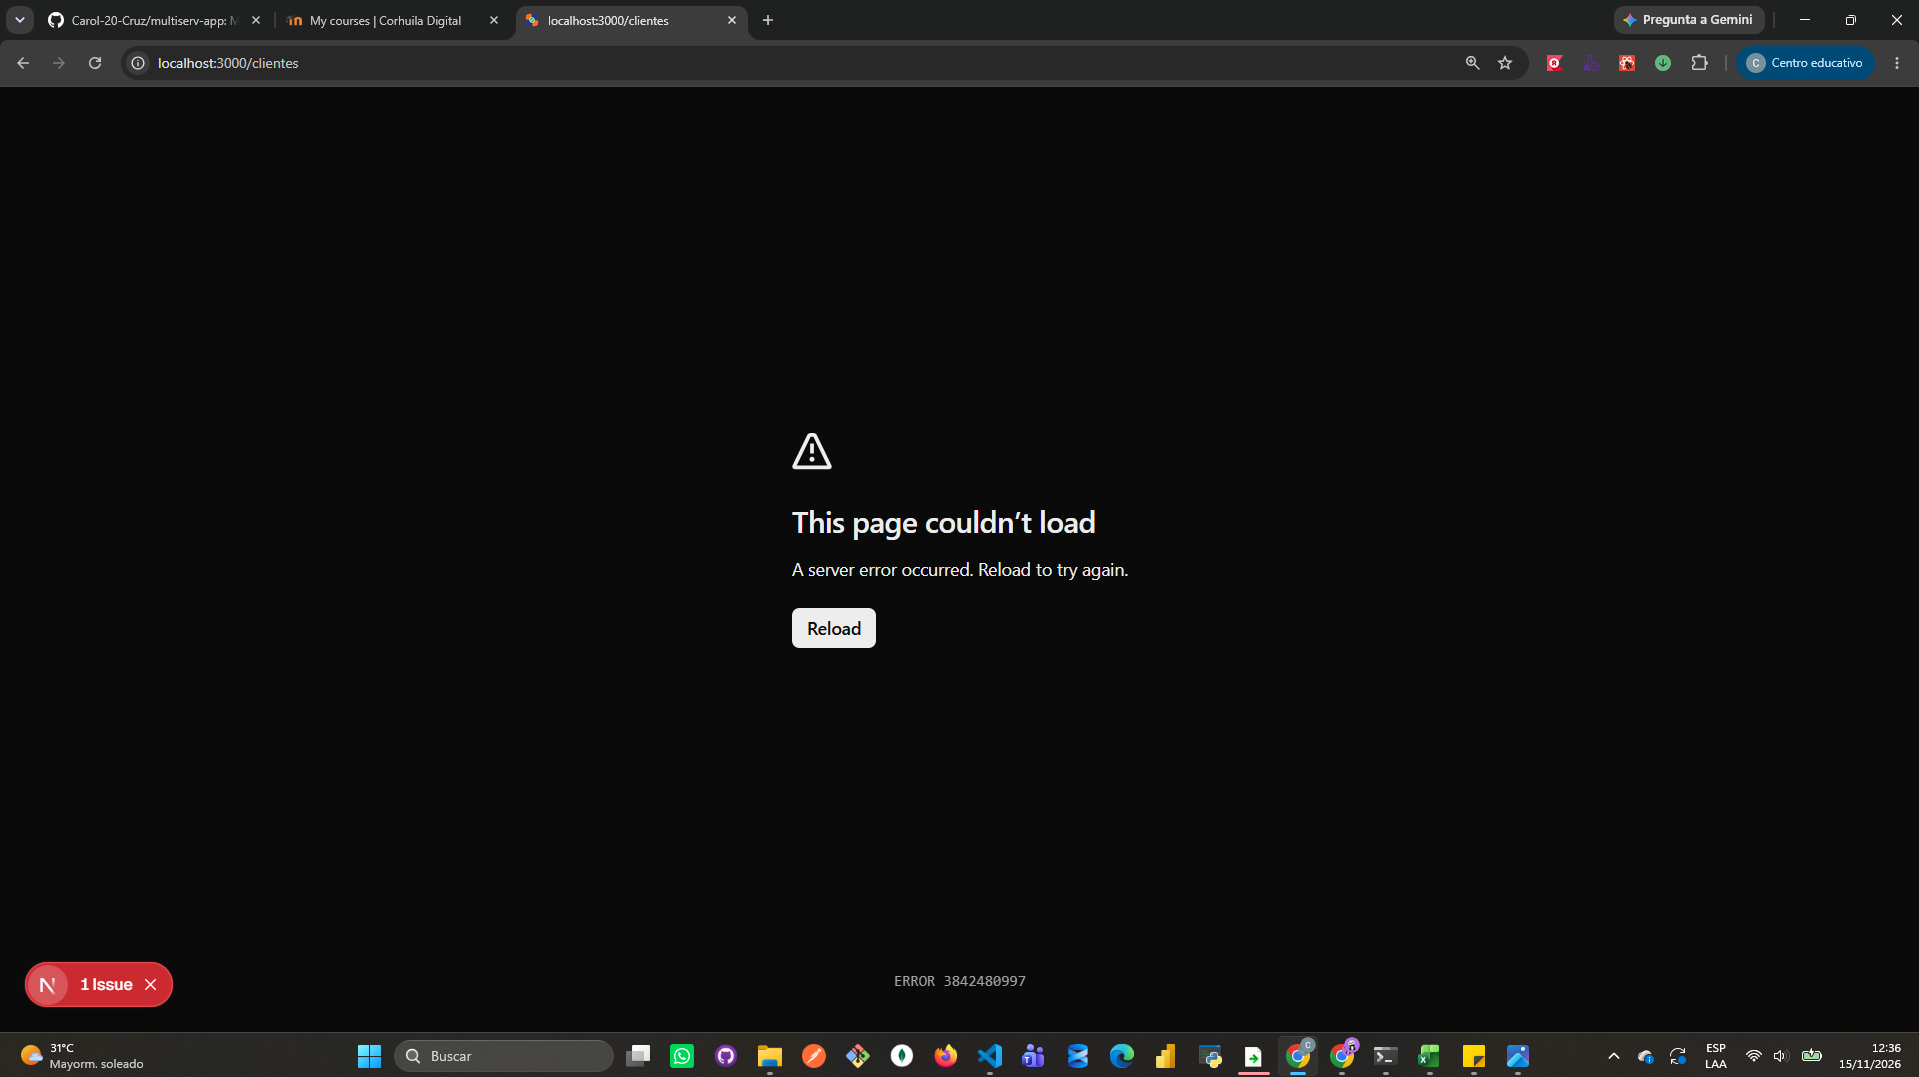 Carol-20-Cruz/multiserv-app: M
My courses | Corhuila Digital
localhost:3000/clientes
Pregunta a Gemini
localhost:3000/clientes
C
Centro educativo
This page couldn’t load
A server error occurred. Reload to try again.
Reload
ERROR 3842480997
N
1 Issue
31°C
Mayorm. soleado
Buscar
ESP
LAA
12:36
15/11/2026